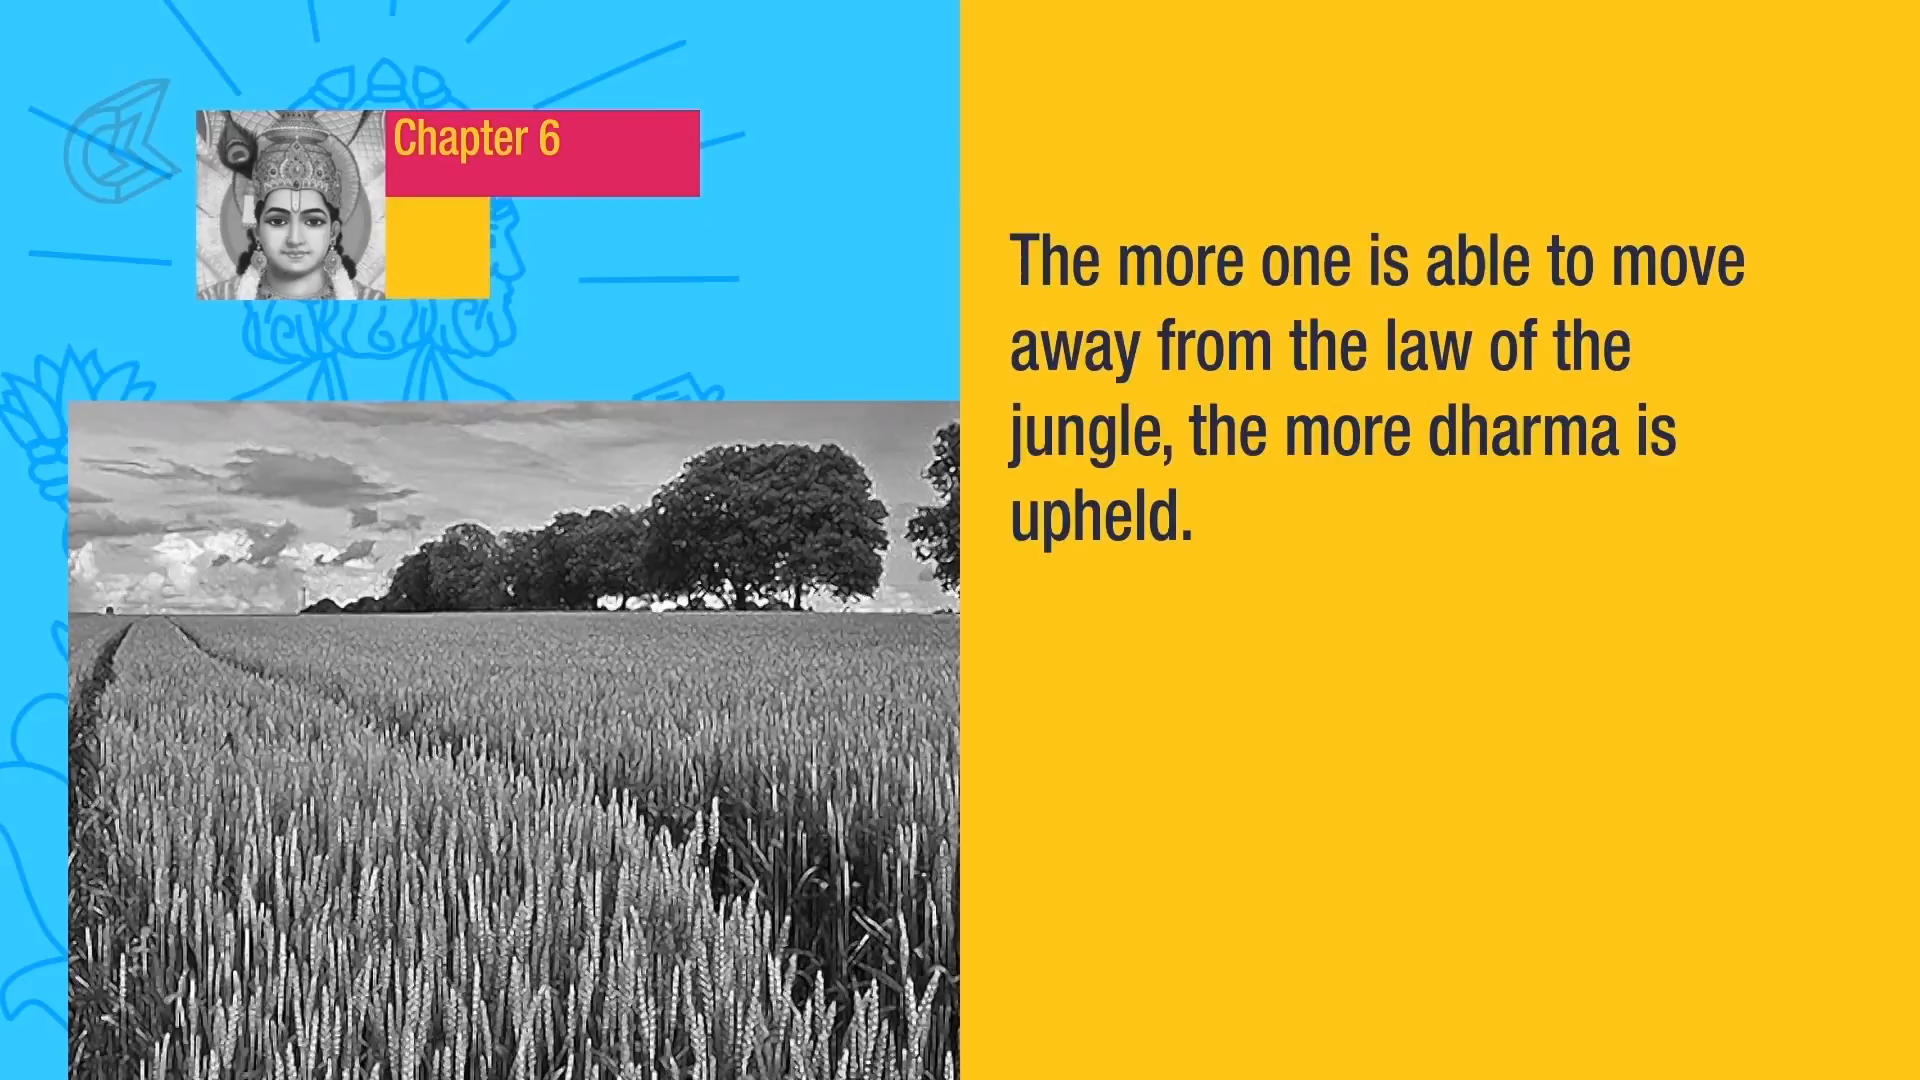 Chapter 6
The more one is able to move
away from the law of the
jungle, the more dharma is
upheld.